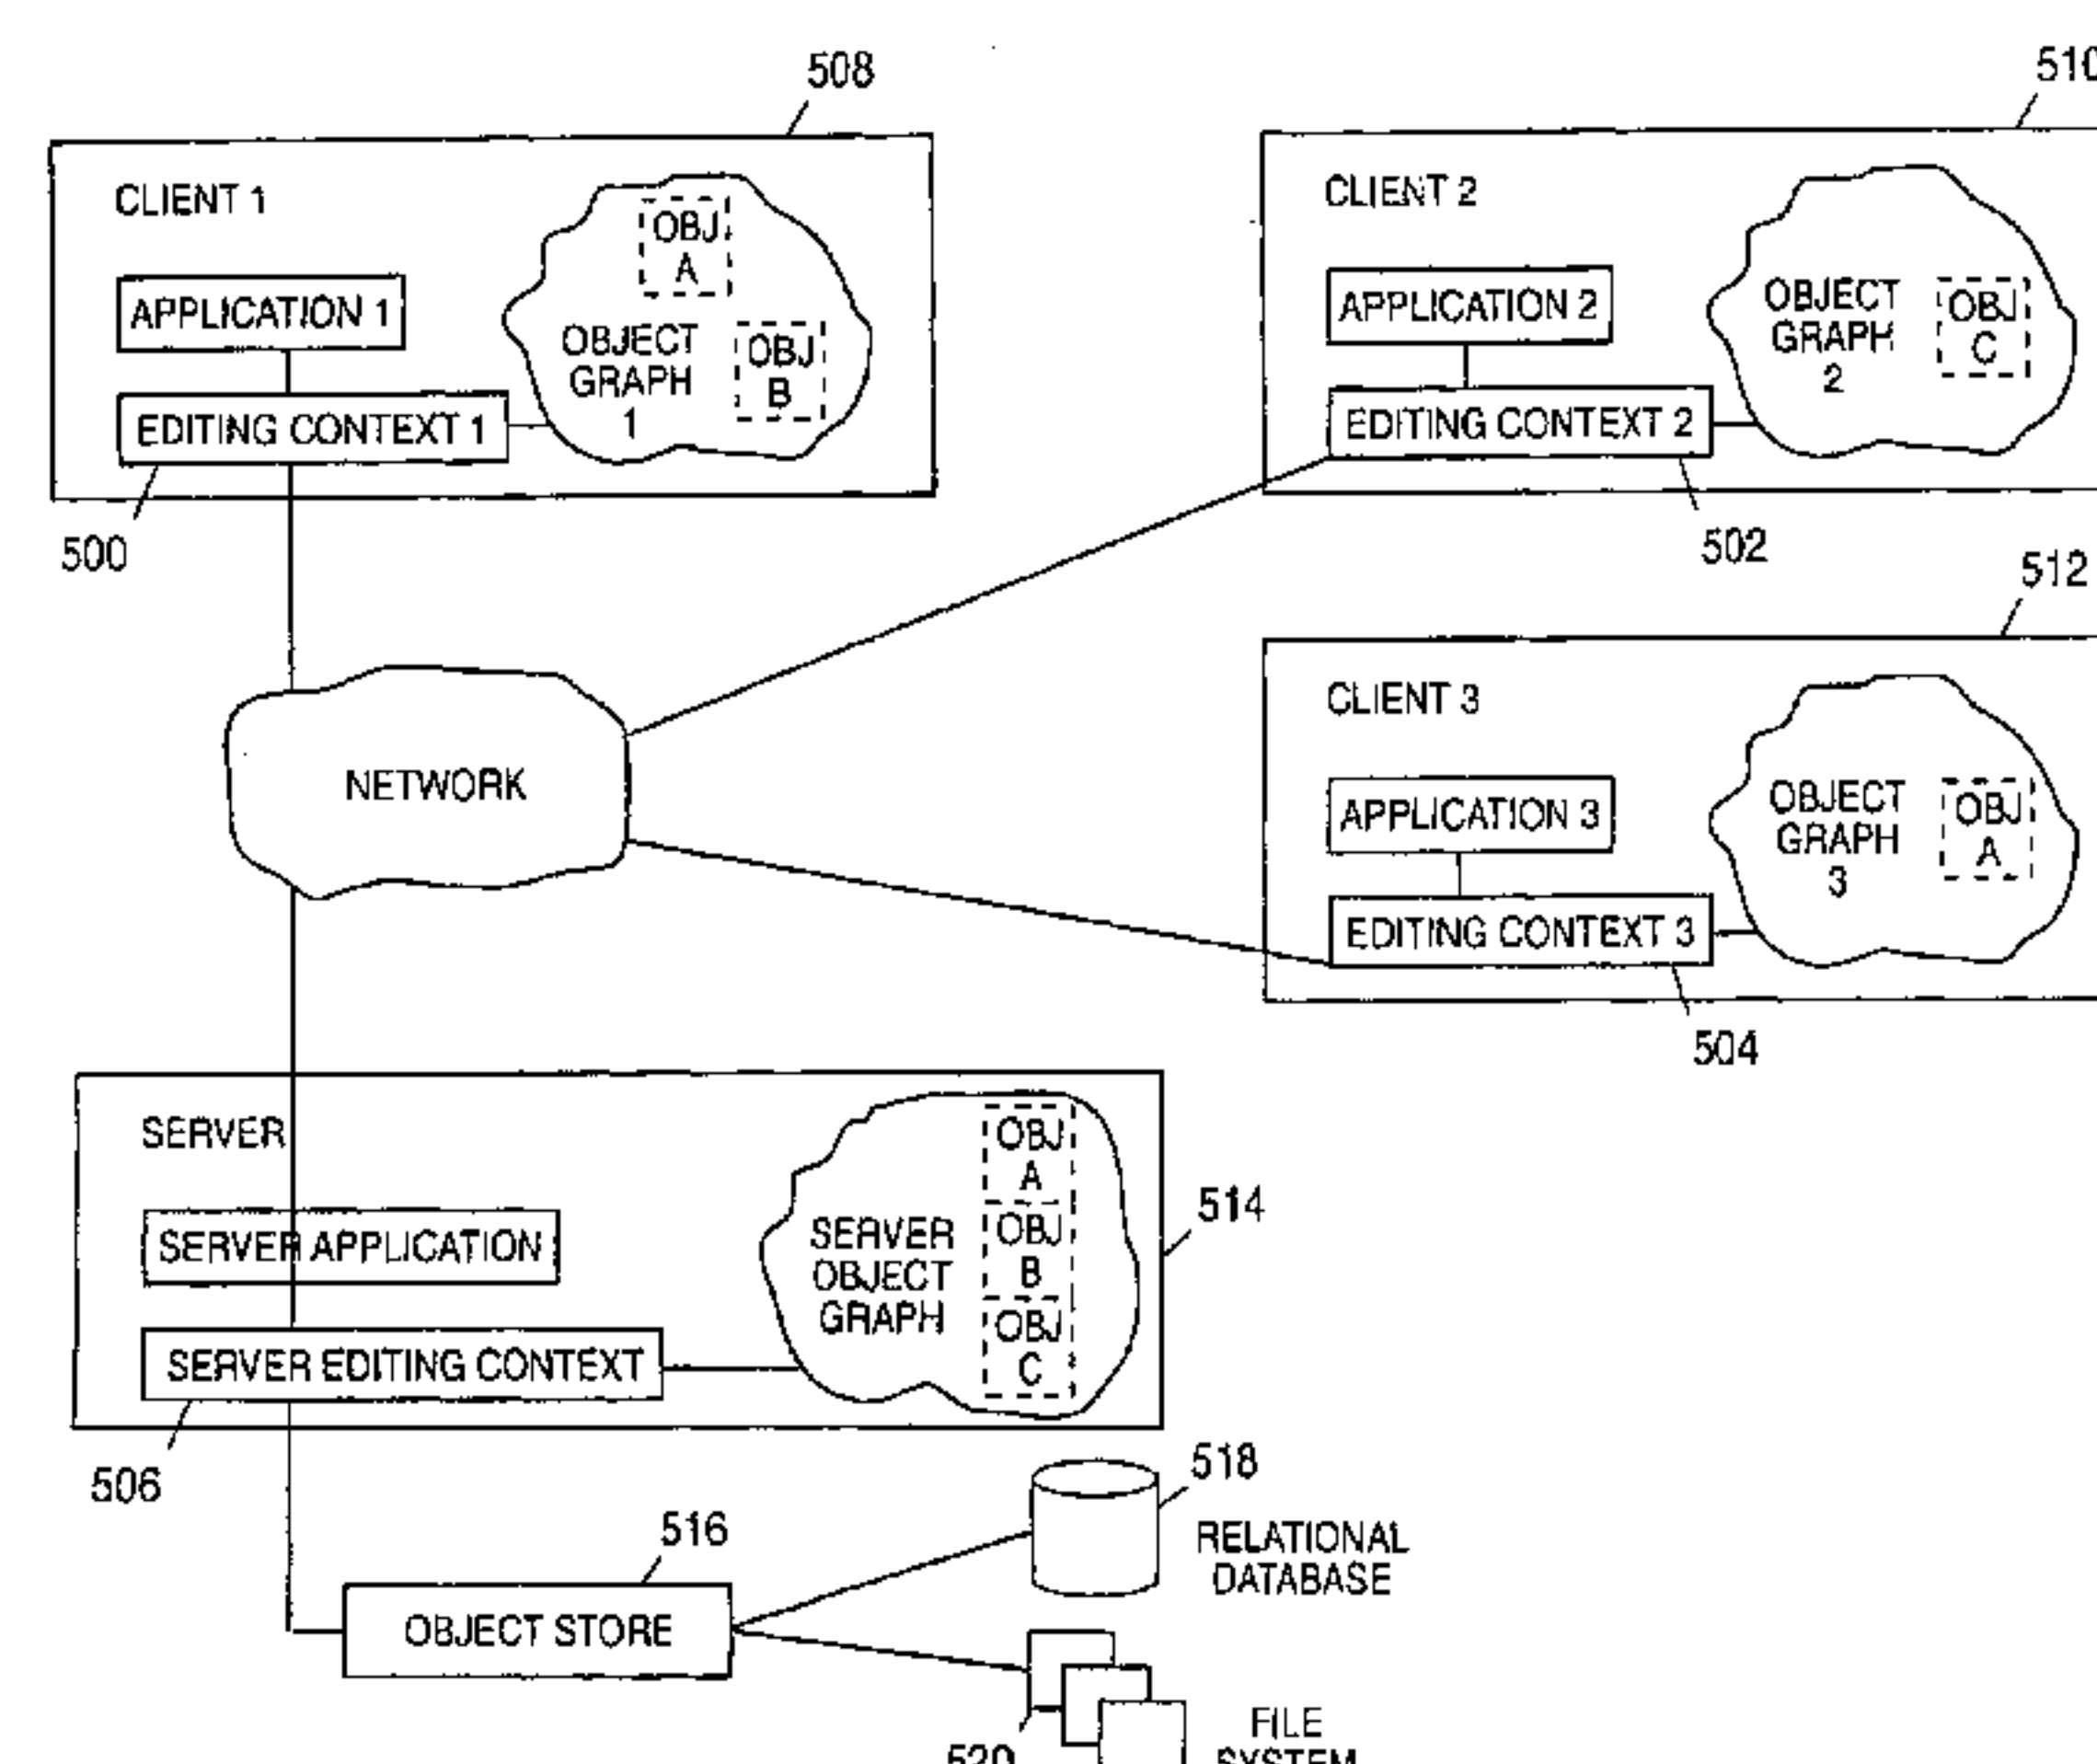 508
510
CLIENT 1
OBJ
A
APPLICATION 1
OBJECT
GRAPH
1
OBJ
B
EDITING CONTEXT 1
500
CLIENT 2
APPLICATION 2
OBJECT
GRAPH
2
OBJ
C
EDITING CONTEXT 2
502
512
NETWORK
CLIENT 3
APPLICATION 3
OBJECT
GRAPH
3
OBJ
A
EDITING CONTEXT 3
504
SERVER
SERVER APPLICATION
SERVER
OBJECT
GRAPH
OBJ
A
OBJ
B
OBJ
C
514
SERVER EDITING CONTEXT
506
518
RELATIONAL
DATABASE
516
OBJECT STORE
520
FILE
SYSTEM